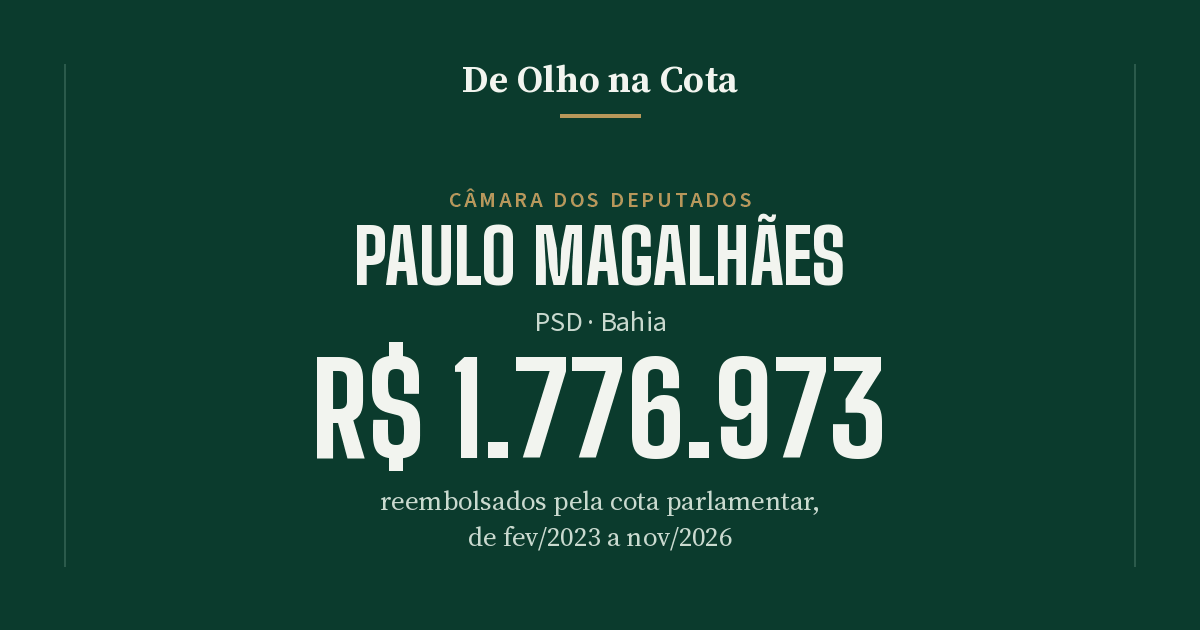 De Olho na Cota
CÂMARA DOS DEPUTADOS
PAULO MAGALHÃES
PSD · Bahia
R$ 1.776.973
reembolsados pela cota parlamentar,
de fev/2023 a nov/2026